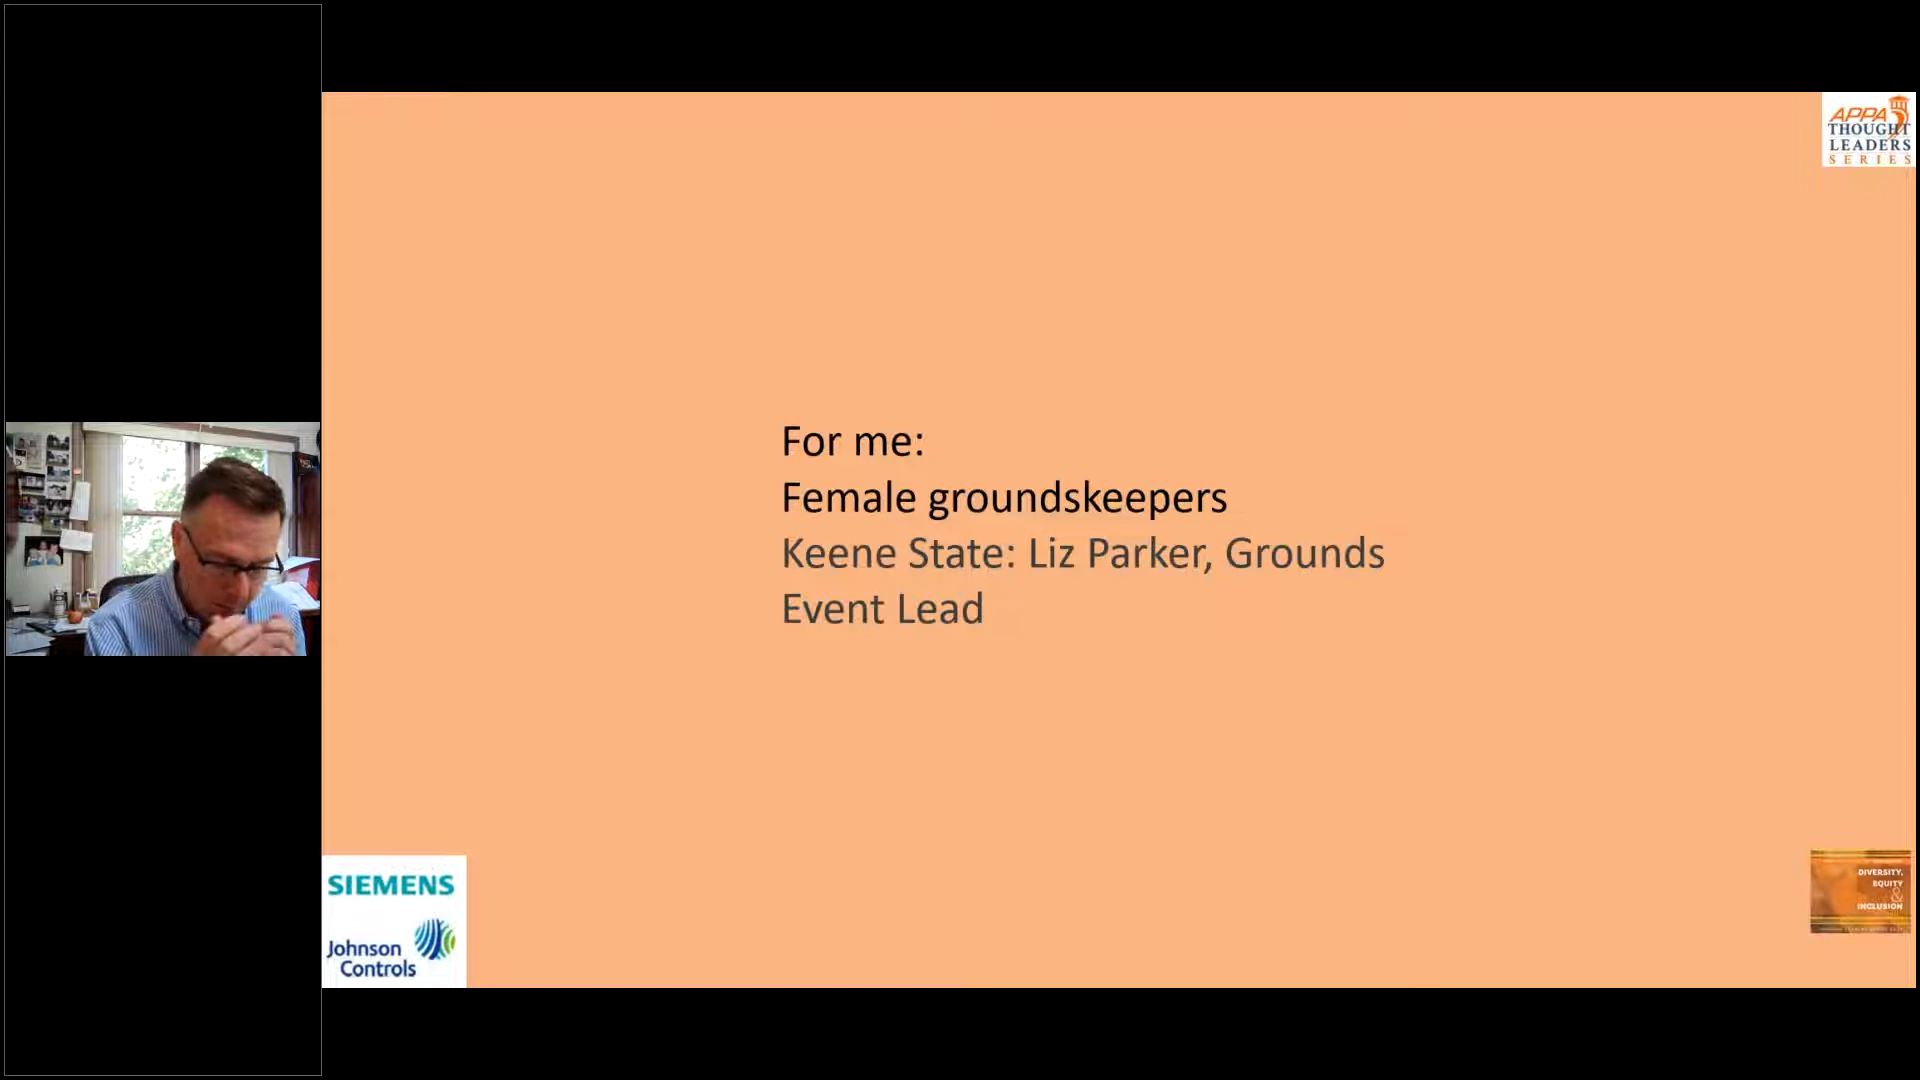 APPA
THOUGHT
LEADERS
SERIES
For me:
Female groundskeepers
Keene State: Liz Parker, Grounds
Event Lead
SIEMENS
Johnson
Controls
DIVERSITY,
EQUITY
&
INCLUSION